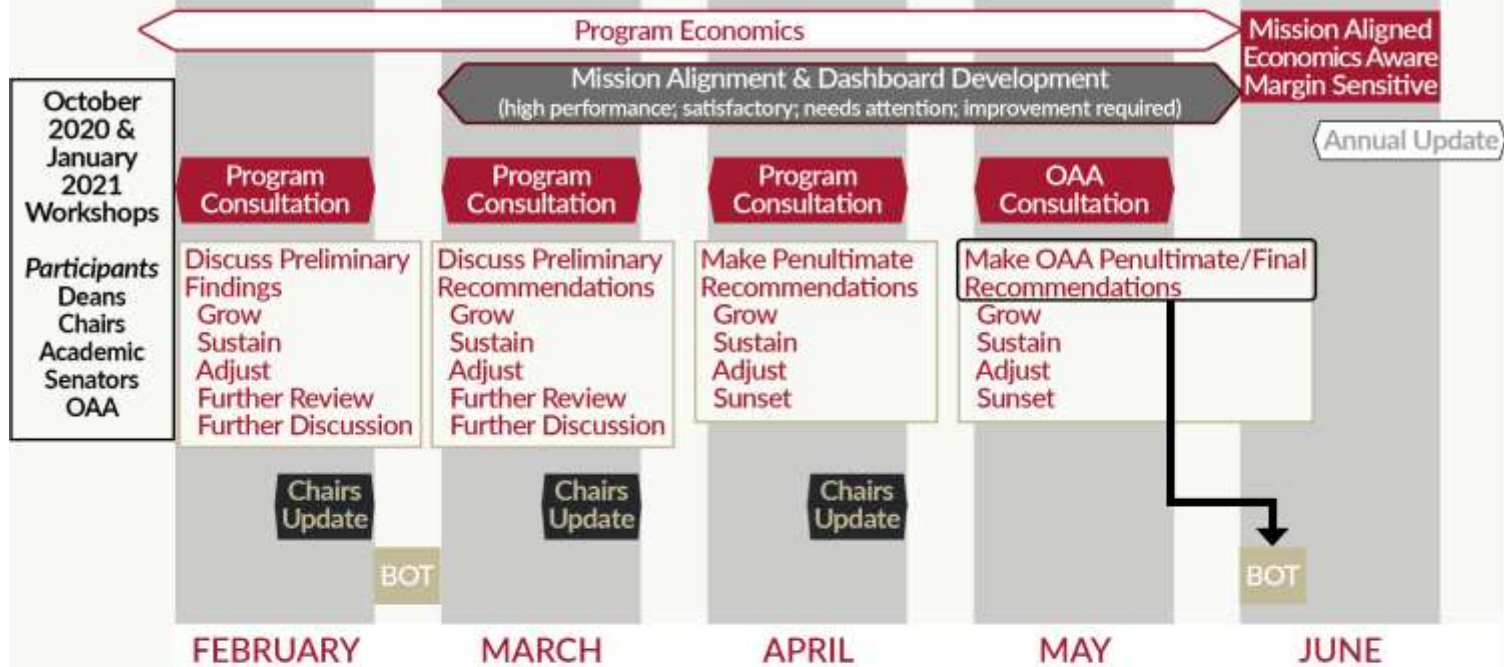 Program Economics
Mission Aligned
Economics Aware
Margin Sensitive
Mission Alignment & Dashboard Development
(high performance; satisfactory; needs attention; improvement required)
Annual Update
October
2020 &
January
2021
Workshops
Participants
Deans
Chairs
Academic
Senators
OAA
Program
Consultation
Discuss Preliminary
Findings
Grow
Sustain
Adjust
Further Review
Further Discussion
Chairs
Update
BOT
Program
Consultation
Discuss Preliminary
Recommendations
Grow
Sustain
Adjust
Further Review
Further Discussion
Chairs
Update
Program
Consultation
Make Penultimate
Recommendations
Grow
Sustain
Adjust
Sunset
Chairs
Update
OAA
Consultation
Make OAA Penultimate/Final
Recommendations
Grow
Sustain
Adjust
Sunset
BOT
FEBRUARY
MARCH
APRIL
MAY
JUNE